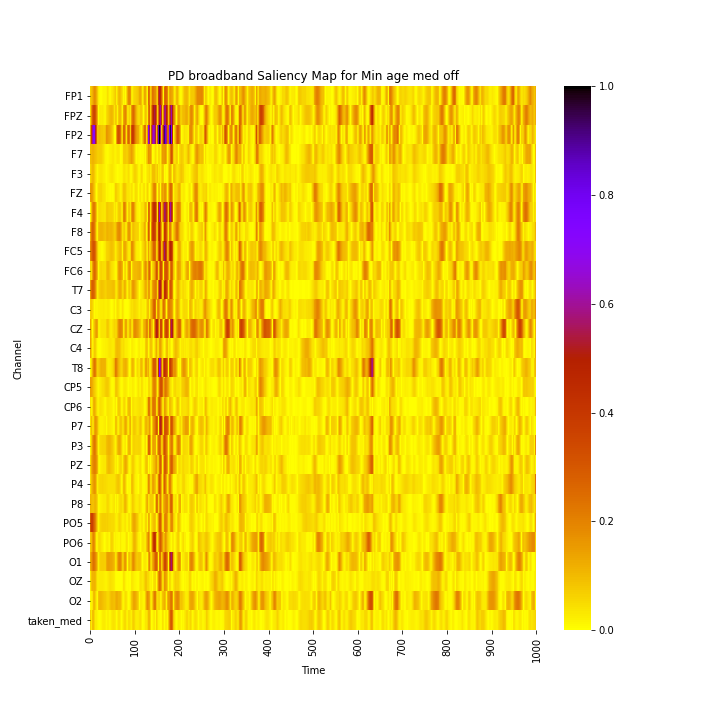 PD broadband Saliency Map for Min age med off
Channel
FP1
FPZ
FP2
F7
F3
FZ
F4
F8
FC5
FC6
T7
C3
CZ
C4
T8
CP5
CP6
P7
P3
PZ
P4
P8
PO5
PO6
O1
OZ
O2
taken_med
0 100 200 300 400 500 600 700 800 900 1000
Time
1.0
0.8
0.6
0.4
0.2
0.0